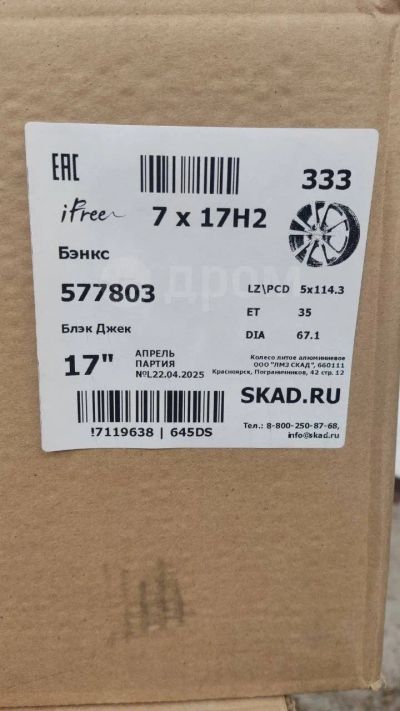 EAC
333
iFree
7 x 17H2
Бэнкс
дром
577803
LZ\PCD 5x114.3
ET 35
Блэк Джек
DIA 67.1
17"
АПРЕЛЬ
ПАРТИЯ
№L22.04.2025
Колесо литое алюминиевое
ООО "ЛМЗ СКАД", 660111
Красноярск, Пограничников, 42 стр. 12
SKAD.RU
!7119638 | 645DS
Тел.: 8-800-250-87-68,
info@skad.ru